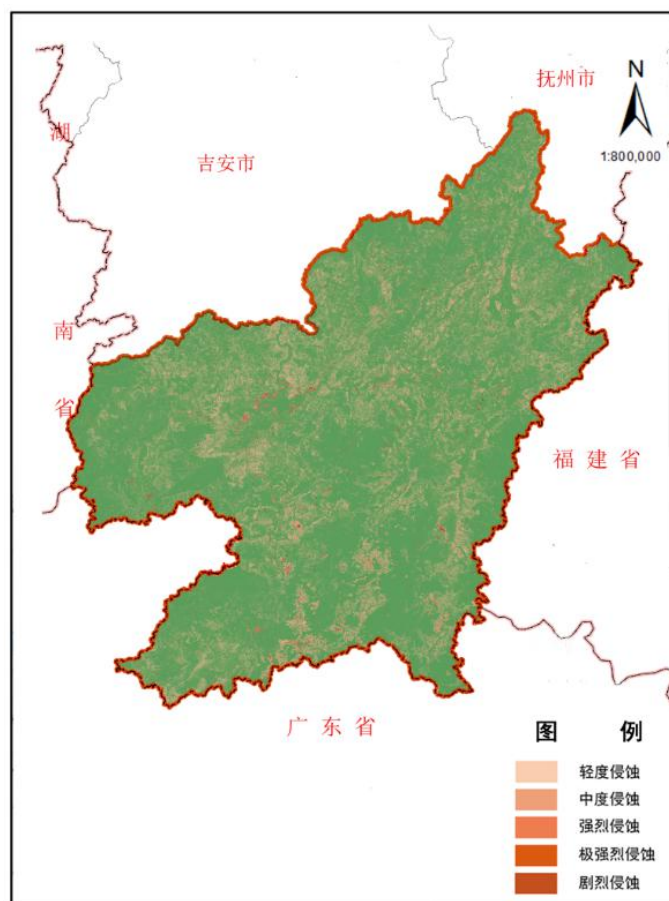 抚州市
N
1:800,000
湖
南
省
吉安市
福建省
广东省
图 例
轻度侵蚀
中度侵蚀
强烈侵蚀
极强烈侵蚀
剧烈侵蚀